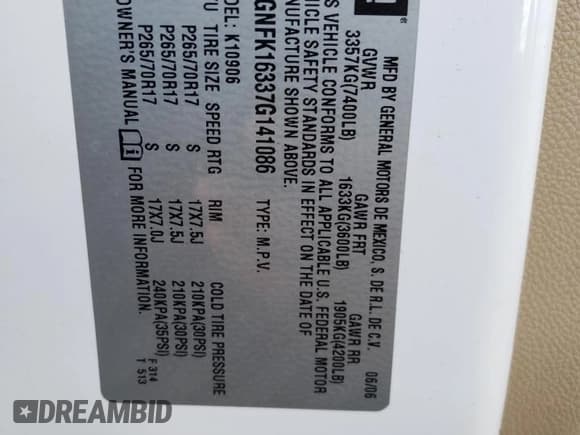 MFD BY GENERAL MOTORS DE MEXICO, S. DE R.L. DE C.V. 06/06
GVWR GAWR FRT GAWR RR
3357KG(7400LB) 1633KG(3600LB) 1905KG(4200LB)
S VEHICLE CONFORMS TO ALL APPLICABLE U.S. FEDERAL MOTOR
HICLE SAFETY STANDARDS IN EFFECT ON THE DATE OF
NUFACTURE SHOWN ABOVE.
GNFK16337G141086 TYPE: M.P.V.
DEL: K10906
TIRE SIZE SPEED RTG RIM COLD TIRE PRESSURE
P265/70R17 S 17X7.5J 210KPA(30PSI)
P265/70R17 S 17X7.5J 210KPA(30PSI)
P265/70R17 S 17X7.0J 240KPA(35PSI)
OWNER'S MANUAL i FOR MORE INFORMATION. F 314
T 513
DREAMBID